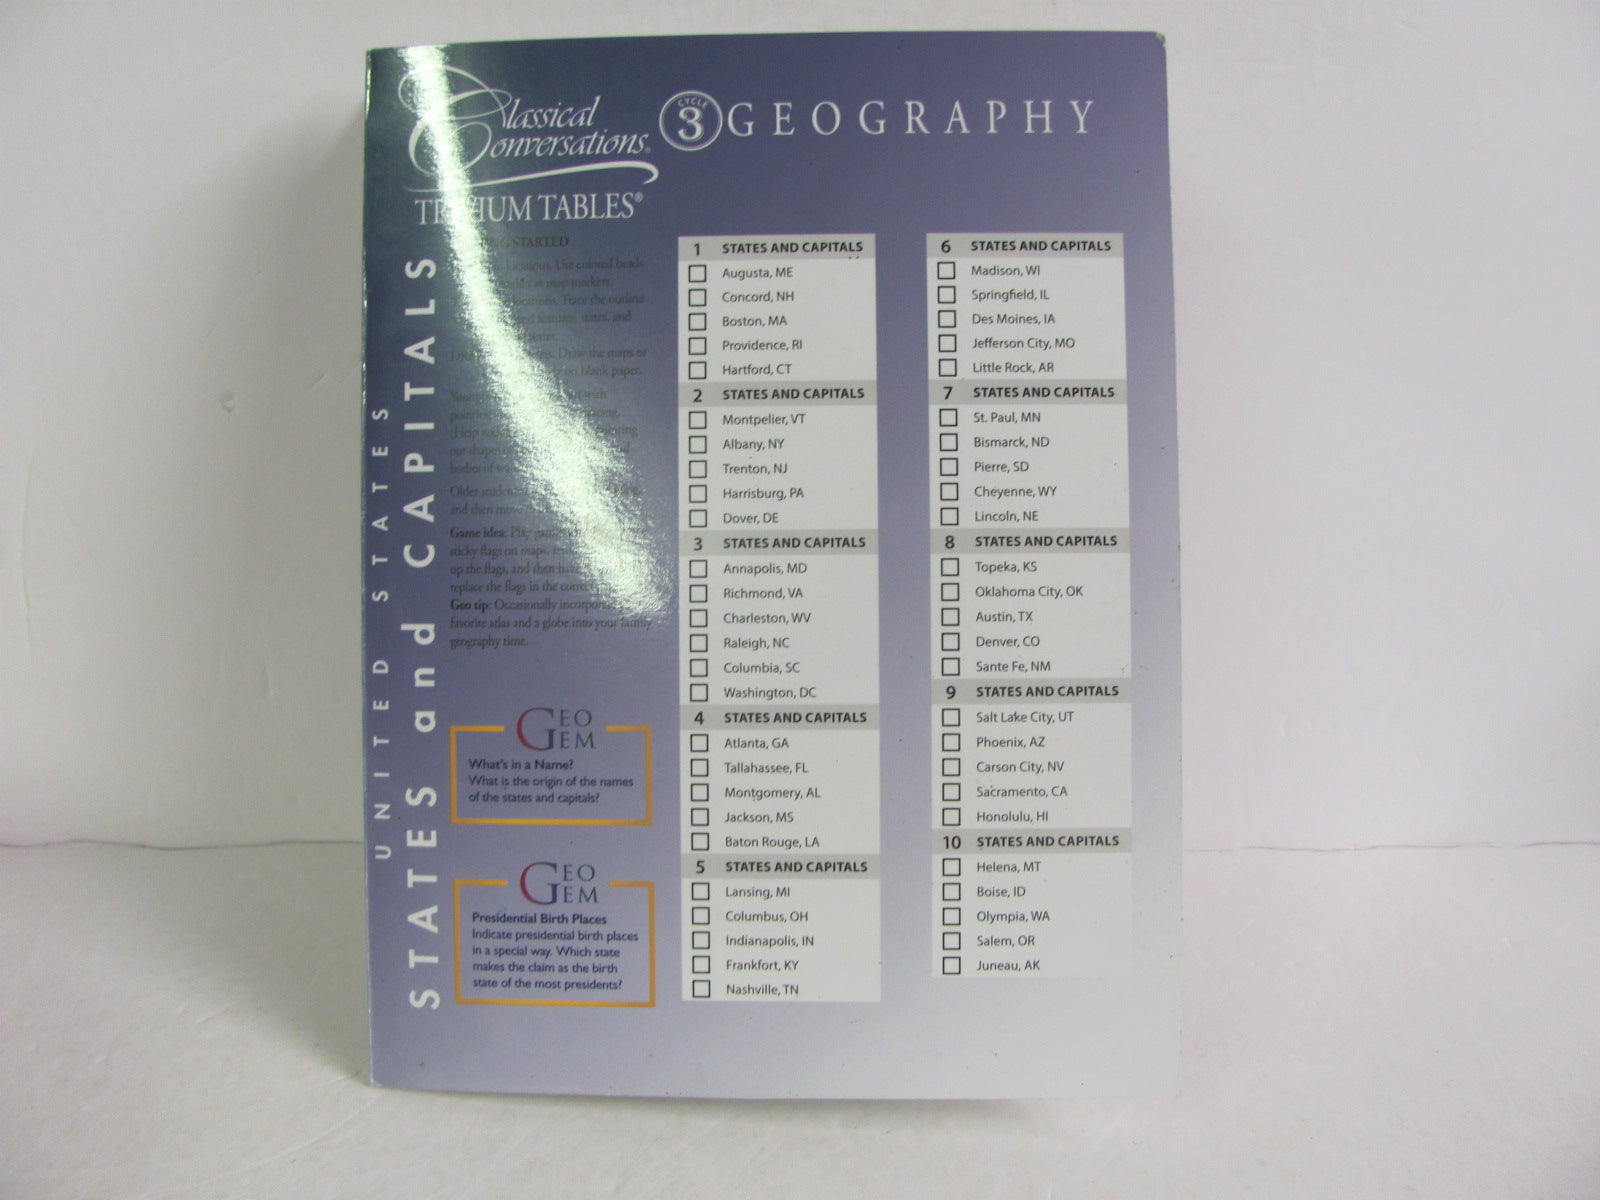 Classical
Conversations®
TRIVIUM TABLES®
CYCLE
3
GEOGRAPHY
UNITED STATES
STATES and CAPITALS
STARTED
locations. Use colored beads
as map markers.
locations. Trace the outline
and features, states, and
Draw the maps or
on blank paper.
with
bodies of
Older students
and then move
Game idea: Play
sticky flags on maps,
up the flags, and then have
replace the flags in the correct
Geo tip: Occasionally incorporate
favorite atlas and a globe into your family
geography time.
GEO
GEM
What's in a Name?
What is the origin of the names
of the states and capitals?
GEO
GEM
Presidential Birth Places
Indicate presidential birth places
in a special way. Which state
makes the claim as the birth
state of the most presidents?
1 STATES AND CAPITALS
Augusta, ME
Concord, NH
Boston, MA
Providence, RI
Hartford, CT
2 STATES AND CAPITALS
Montpelier, VT
Albany, NY
Trenton, NJ
Harrisburg, PA
Dover, DE
3 STATES AND CAPITALS
Annapolis, MD
Richmond, VA
Charleston, WV
Raleigh, NC
Columbia, SC
Washington, DC
4 STATES AND CAPITALS
Atlanta, GA
Tallahassee, FL
Montgomery, AL
Jackson, MS
Baton Rouge, LA
5 STATES AND CAPITALS
Lansing, MI
Columbus, OH
Indianapolis, IN
Frankfort, KY
Nashville, TN
6 STATES AND CAPITALS
Madison, WI
Springfield, IL
Des Moines, IA
Jefferson City, MO
Little Rock, AR
7 STATES AND CAPITALS
St. Paul, MN
Bismarck, ND
Pierre, SD
Cheyenne, WY
Lincoln, NE
8 STATES AND CAPITALS
Topeka, KS
Oklahoma City, OK
Austin, TX
Denver, CO
Sante Fe, NM
9 STATES AND CAPITALS
Salt Lake City, UT
Phoenix, AZ
Carson City, NV
Sacramento, CA
Honolulu, HI
10 STATES AND CAPITALS
Helena, MT
Boise, ID
Olympia, WA
Salem, OR
Juneau, AK